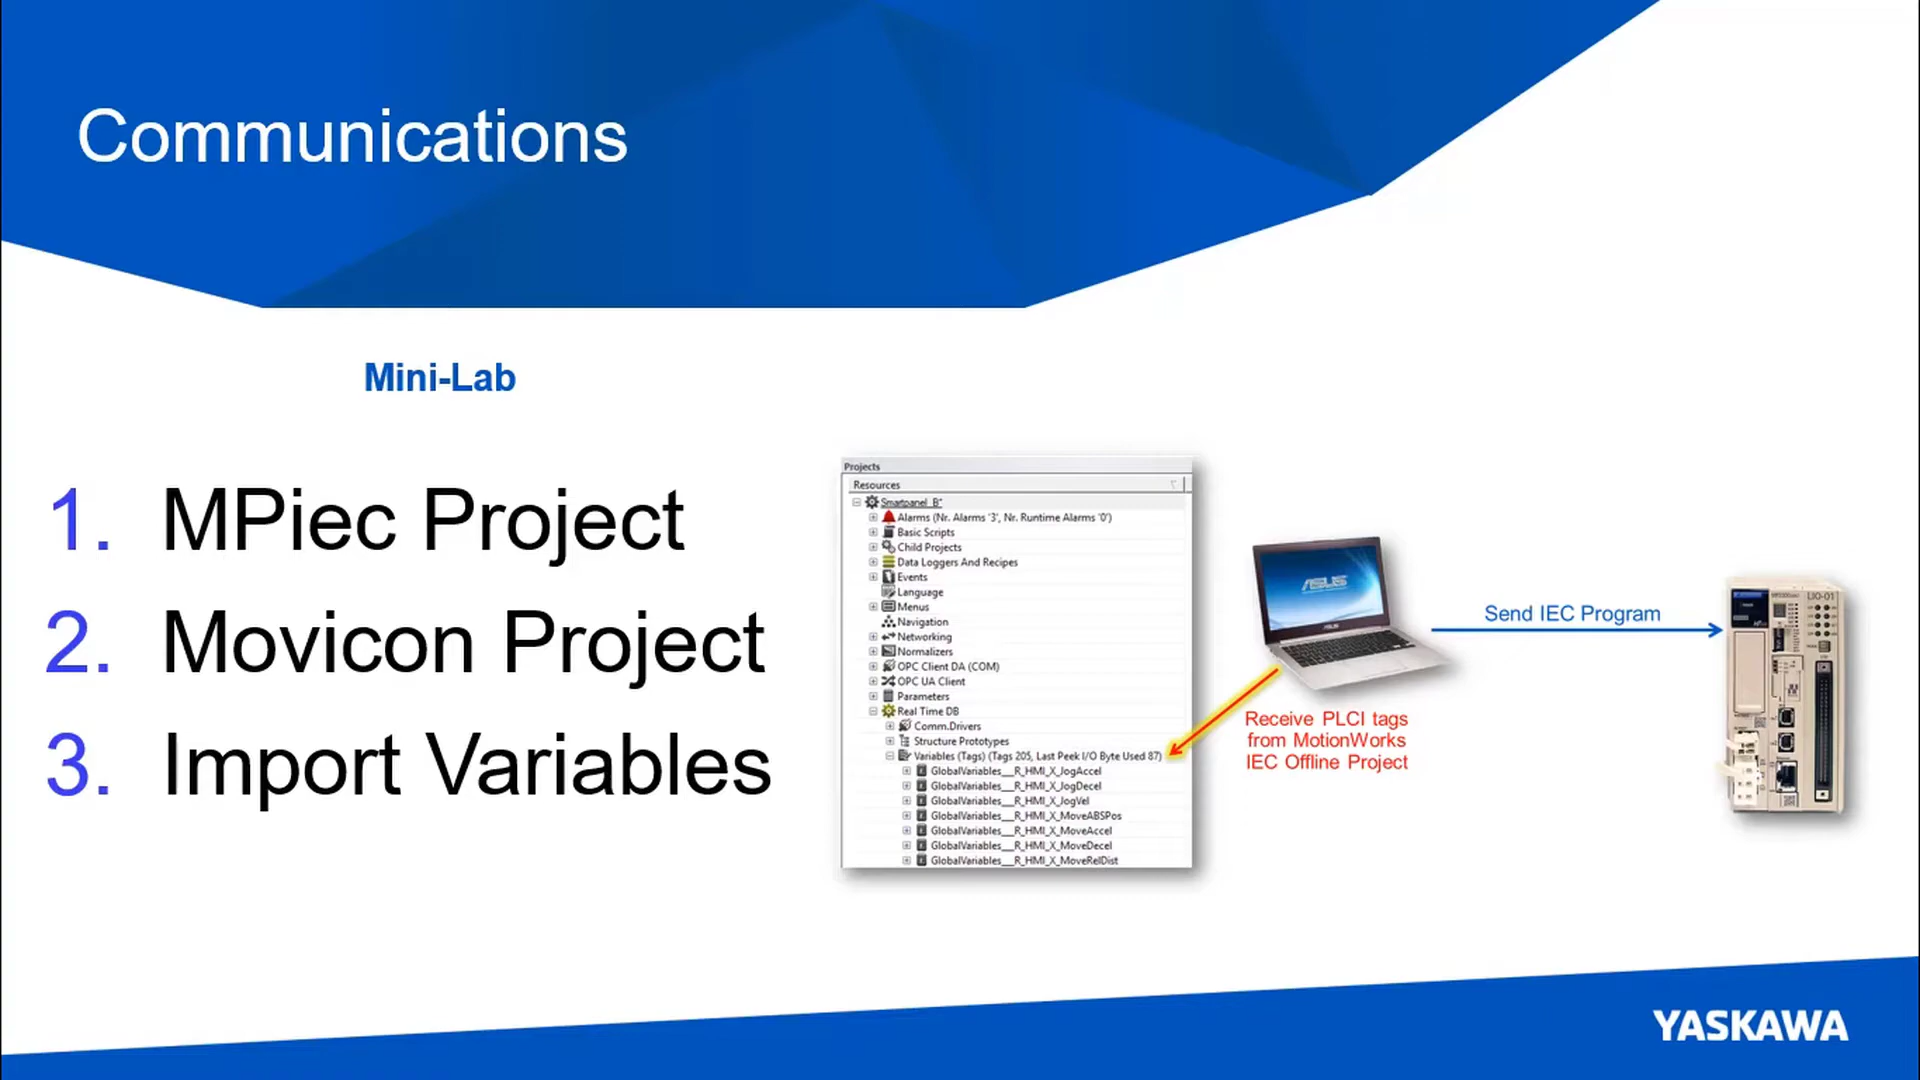 Communications
Mini-Lab
1. MPiec Project
2. Movicon Project
3. Import Variables
Projects
Resources
Smartpanel_B*
Alarms (Nr. Alarms '3', Nr. Runtime Alarms '0')
Basic Scripts
Child Projects
Data Loggers And Recipes
Events
Language
Menus
Navigation
Networking
Normalizers
OPC Client DA (COM)
OPC UA Client
Parameters
Real Time DB
Comm.Drivers
Structure Prototypes
Variables (Tags) (Tags 205, Last Peek I/O Byte Used 87)
GlobalVariables__R_HMI_X_JogAccel
GlobalVariables__R_HMI_X_JogDecel
GlobalVariables__R_HMI_X_JogVel
GlobalVariables__R_HMI_X_MoveABSPos
GlobalVariables__R_HMI_X_MoveAccel
GlobalVariables__R_HMI_X_MoveDecel
GlobalVariables__R_HMI_X_MoveRelDist
ASUS
Receive PLCI tags
from MotionWorks
IEC Offline Project
Send IEC Program
LIO-01
YASKAWA